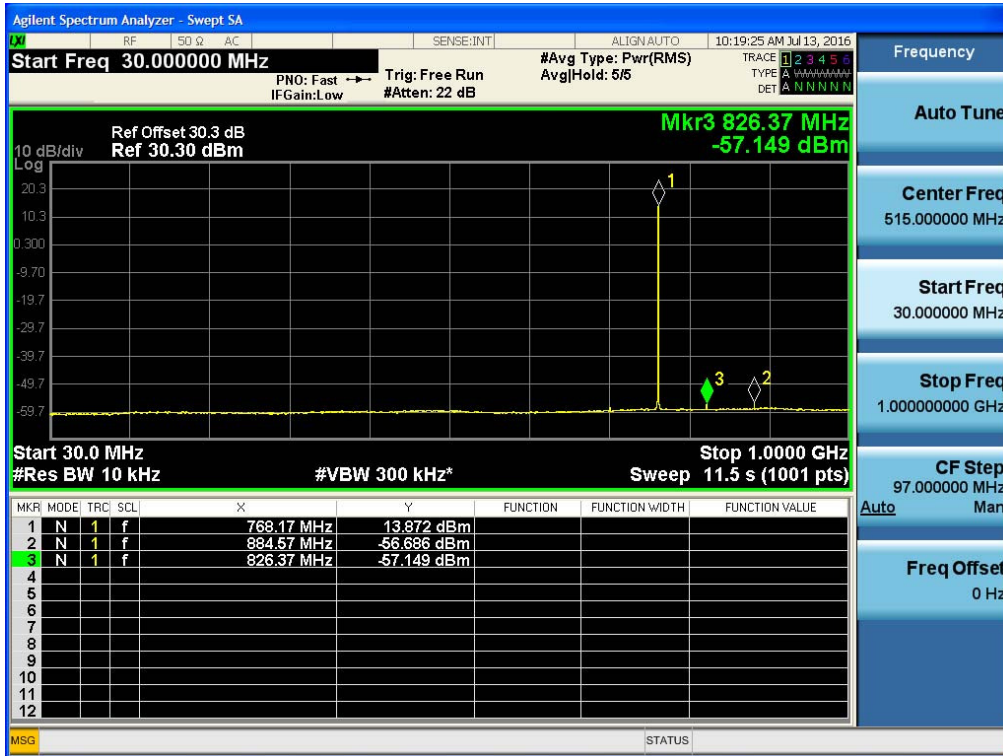 Agilent Spectrum Analyzer - Swept SA
LXI RF 50 Ω AC SENSE:INT ALIGN AUTO 10:19:25 AM Jul 13, 2016
Start Freq 30.000000 MHz
PNO: Fast
IFGain:Low
Trig: Free Run
#Atten: 22 dB
#Avg Type: Pwr(RMS)
Avg|Hold: 5/5
TRACE 1 2 3 4 5 6
TYPE A WWWWW
DET A N N N N N
Ref Offset 30.3 dB
10 dB/div Ref 30.30 dBm
Log
Mkr3 826.37 MHz
-57.149 dBm
20.3
10.3
0.300
-9.70
-19.7
-29.7
-39.7
-49.7
-59.7
1
3
2
Start 30.0 MHz Stop 1.0000 GHz
#Res BW 10 kHz #VBW 300 kHz* Sweep 11.5 s (1001 pts)
MKR MODE TRC SCL X Y FUNCTION FUNCTION WIDTH FUNCTION VALUE
1 N 1 f 768.17 MHz 13.872 dBm
2 N 1 f 884.57 MHz -56.686 dBm
3 N 1 f 826.37 MHz -57.149 dBm
4
5
6
7
8
9
10
11
12
MSG STATUS
Frequency
Auto Tune
Center Freq
515.000000 MHz
Start Freq
30.000000 MHz
Stop Freq
1.000000000 GHz
CF Step
97.000000 MHz
Auto Man
Freq Offset
0 Hz